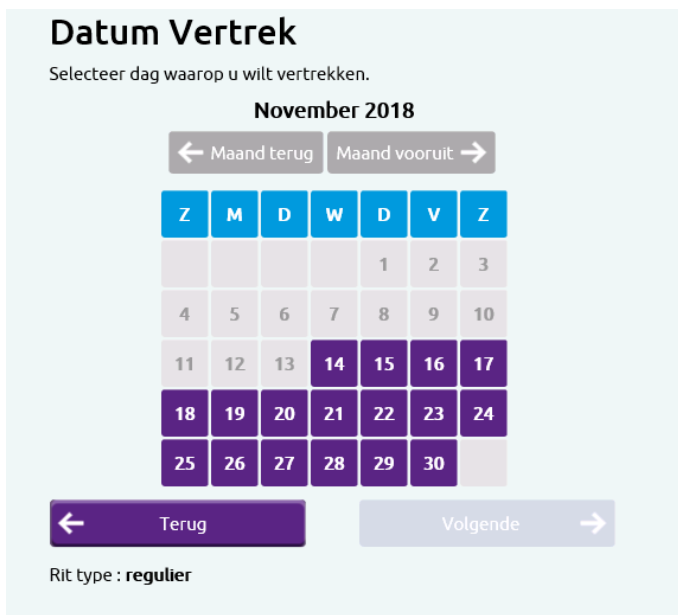 Datum Vertrek
Selecteer dag waarop u wilt vertrekken.
November 2018
Maand terug Maand vooruit
Z M D W D V Z
1 2 3
4 5 6 7 8 9 10
11 12 13 14 15 16 17
18 19 20 21 22 23 24
25 26 27 28 29 30
Terug Volgende
Rit type : regulier